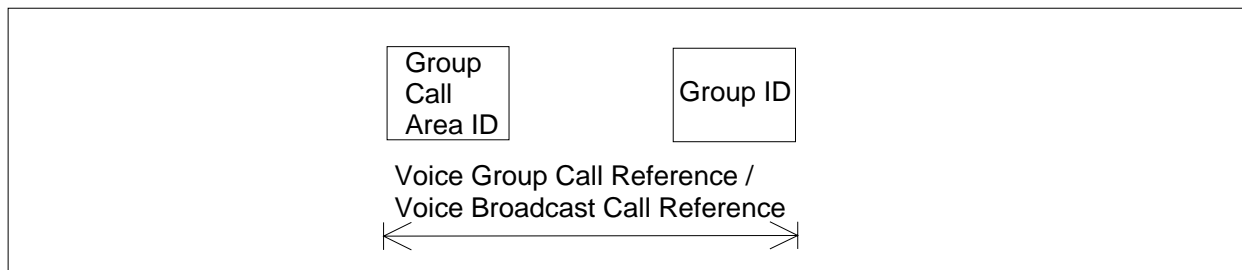 Group
Call
Area ID
Group ID
Voice Group Call Reference /
Voice Broadcast Call Reference